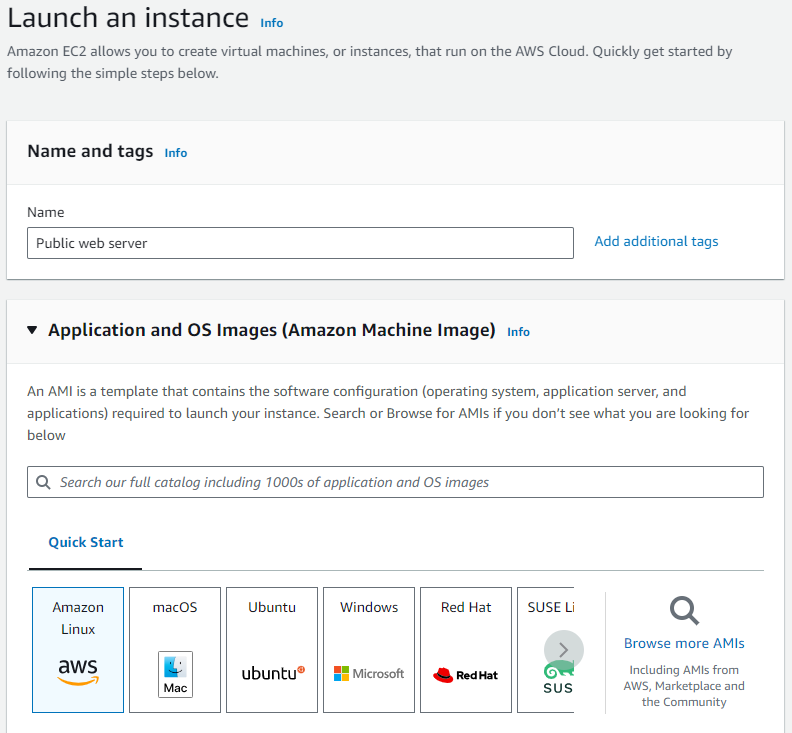 Launch an instance Info
Amazon EC2 allows you to create virtual machines, or instances, that run on the AWS Cloud. Quickly get started by
following the simple steps below.
Name and tags Info
Name
Public web server
Add additional tags
Application and OS Images (Amazon Machine Image) Info
An AMI is a template that contains the software configuration (operating system, application server, and
applications) required to launch your instance. Search or Browse for AMIs if you don't see what you are looking for
below
Search our full catalog including 1000s of application and OS images
Quick Start
Amazon
Linux
aws
macOS
Mac
Ubuntu
ubuntu
Windows
Microsoft
Red Hat
Red Hat
SUSE Li
SUS
Browse more AMIs
Including AMIs from
AWS, Marketplace and
the Community